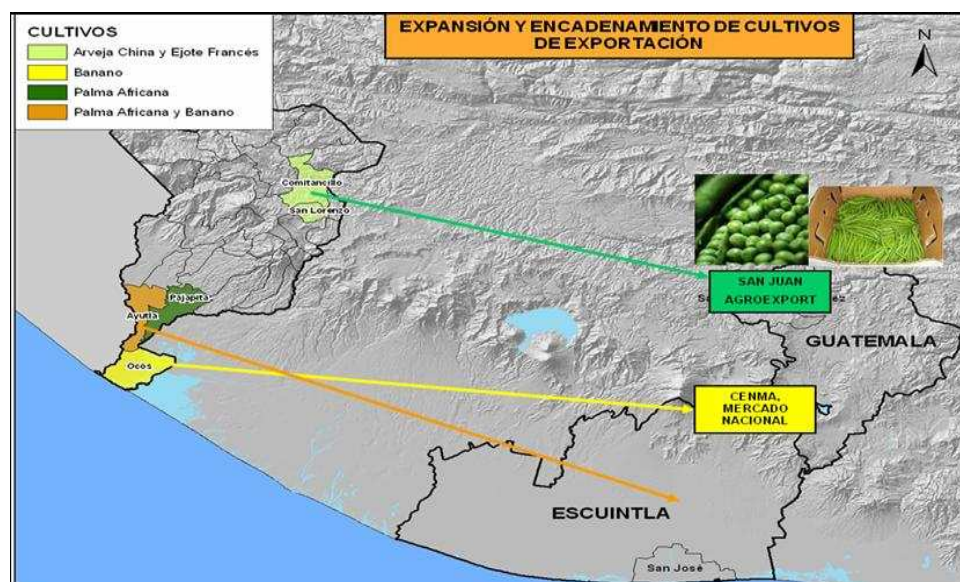 EXPANSIÓN Y ENCADENAMIENTO DE CULTIVOS
DE EXPORTACIÓN
N
CULTIVOS
Arveja China y Ejote Francés
Banano
Palma Africana
Palma Africana y Banano
Comitancillo
San Lorenzo
Pajapita
Ayutla
Ocós
SAN JUAN
AGROEXPORT
GUATEMALA
CENMA,
MERCADO
NACIONAL
ESCUINTLA
San José